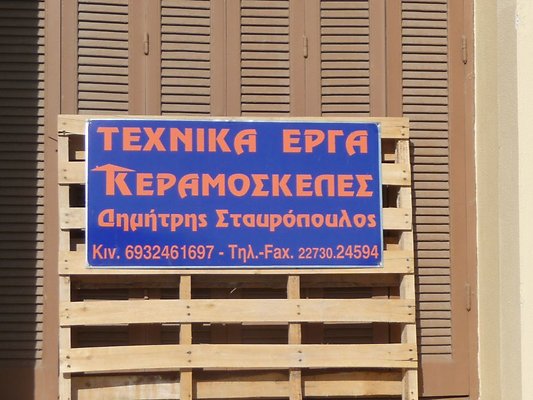 ΤΕΧΝΙΚΑ ΕΡΓΑ
ΚΕΡΑΜΟΣΚΕΠΕΣ
Δημήτρης Σταυρόπουλος
Κιν. 6932461697 - Τηλ.-Fax. 22730.24594